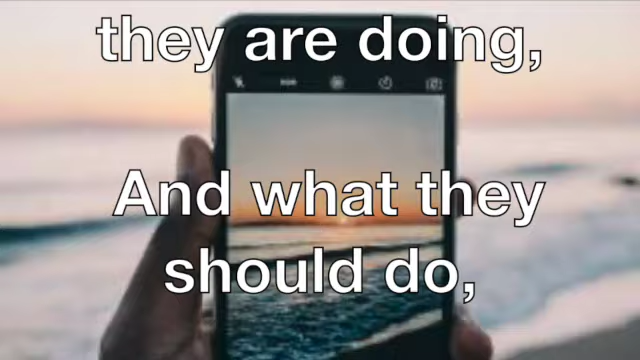 they are doing,
And what they
should do,